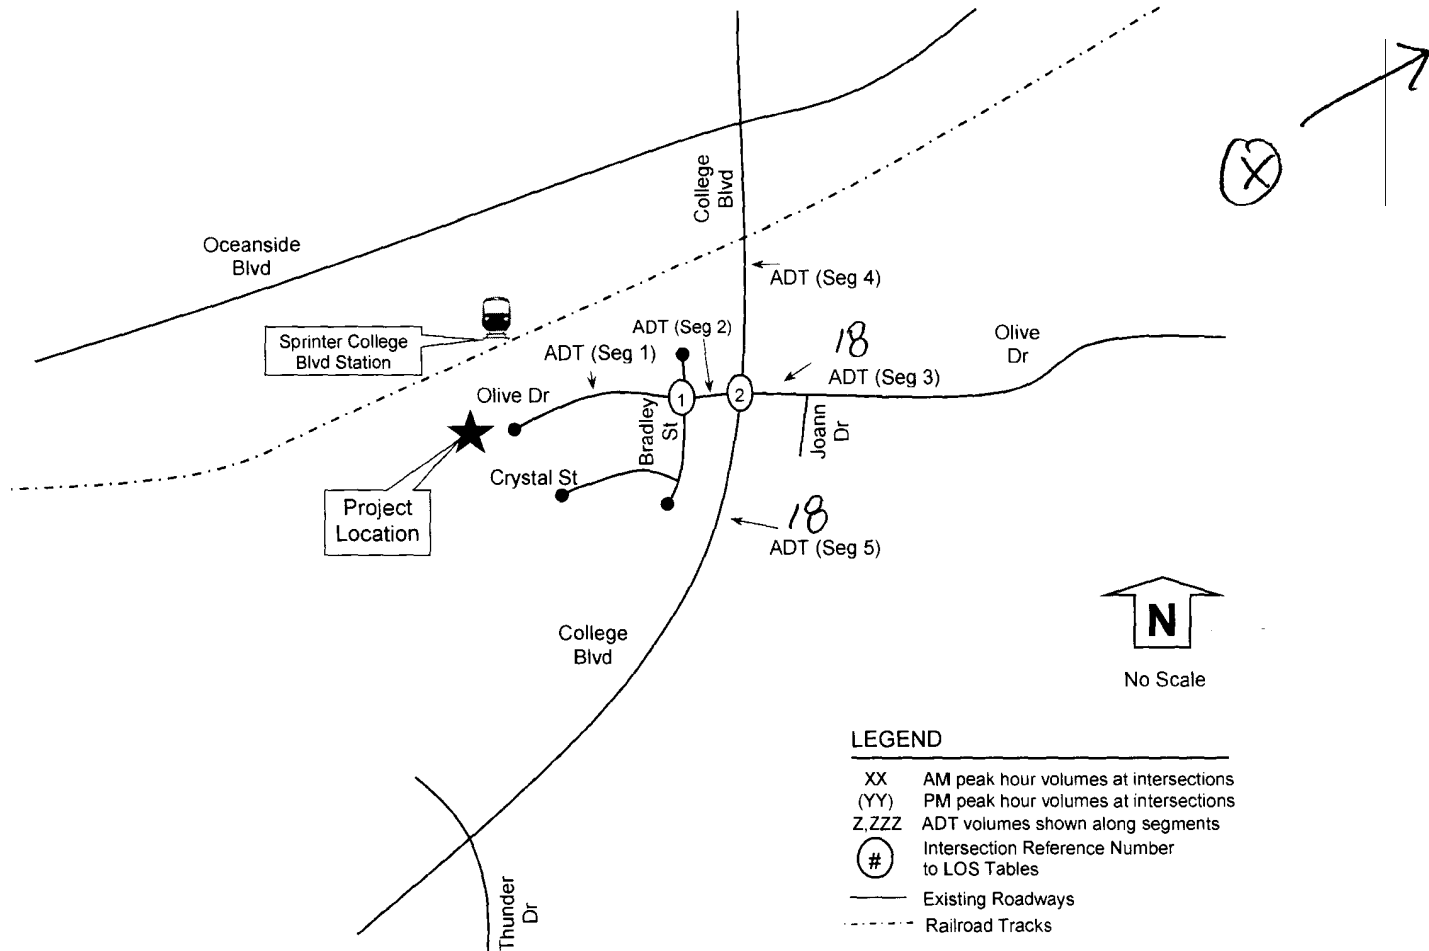 X
College
Blvd
Oceanside
Blvd
ADT (Seg 4)
Sprinter College
Blvd Station
ADT (Seg 2)
18
Olive
Dr
ADT (Seg 1)
ADT (Seg 3)
Olive Dr
1
2
Bradley
St
Joann
Dr
Crystal St
Project
Location
18
ADT (Seg 5)
N
No Scale
College
Blvd
LEGEND
XX AM peak hour volumes at intersections
(YY) PM peak hour volumes at intersections
Z,ZZZ ADT volumes shown along segments
# Intersection Reference Number
to LOS Tables
Existing Roadways
Railroad Tracks
Thunder
Dr